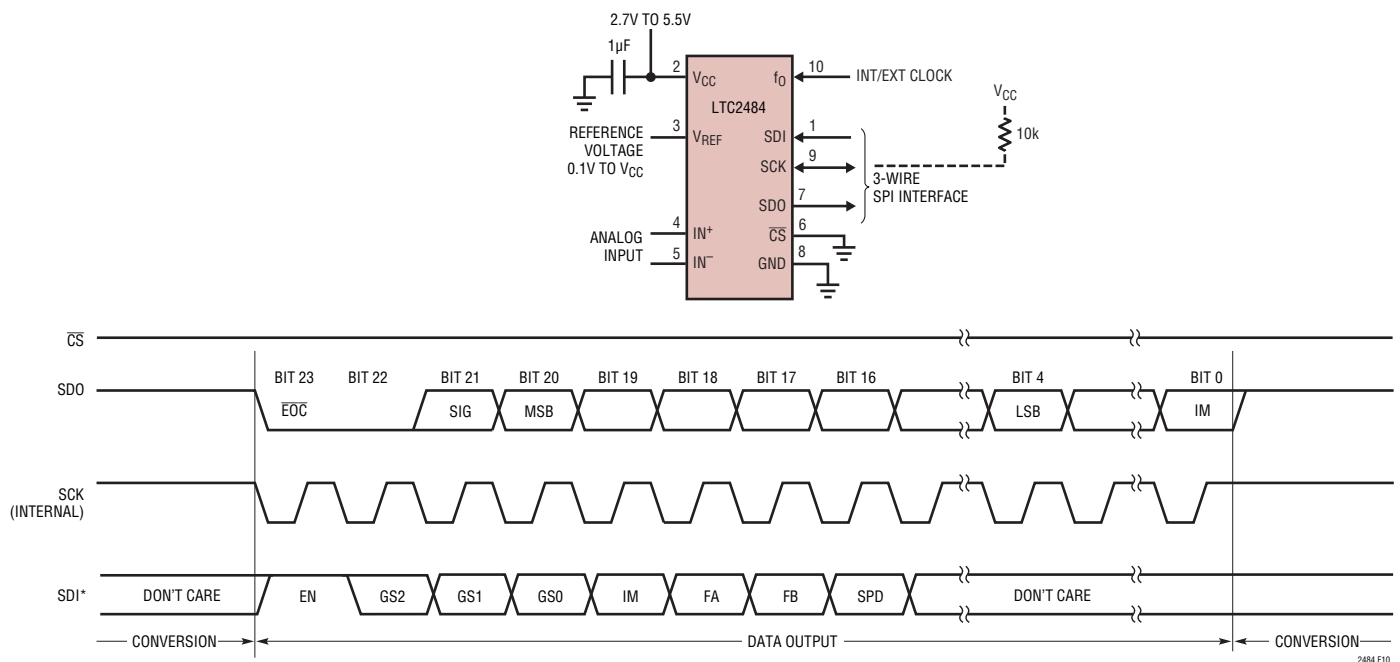 2.7V TO 5.5V
1µF
2
VCC
fO
10
INT/EXT CLOCK
LTC2484
VCC
10k
REFERENCE
VOLTAGE
0.1V TO VCC
3
VREF
SDI
1
SCK
9
3-WIRE
SPI INTERFACE
SDO
7
ANALOG
INPUT
4
IN+
5
IN–
CS
6
GND
8
CS
SDO
BIT 23
BIT 22
BIT 21
BIT 20
BIT 19
BIT 18
BIT 17
BIT 16
BIT 4
BIT 0
EOC
SIG
MSB
LSB
IM
SCK
(INTERNAL)
SDI*
DON'T CARE
EN
GS2
GS1
GS0
IM
FA
FB
SPD
DON'T CARE
CONVERSION
DATA OUTPUT
CONVERSION
2484 F10